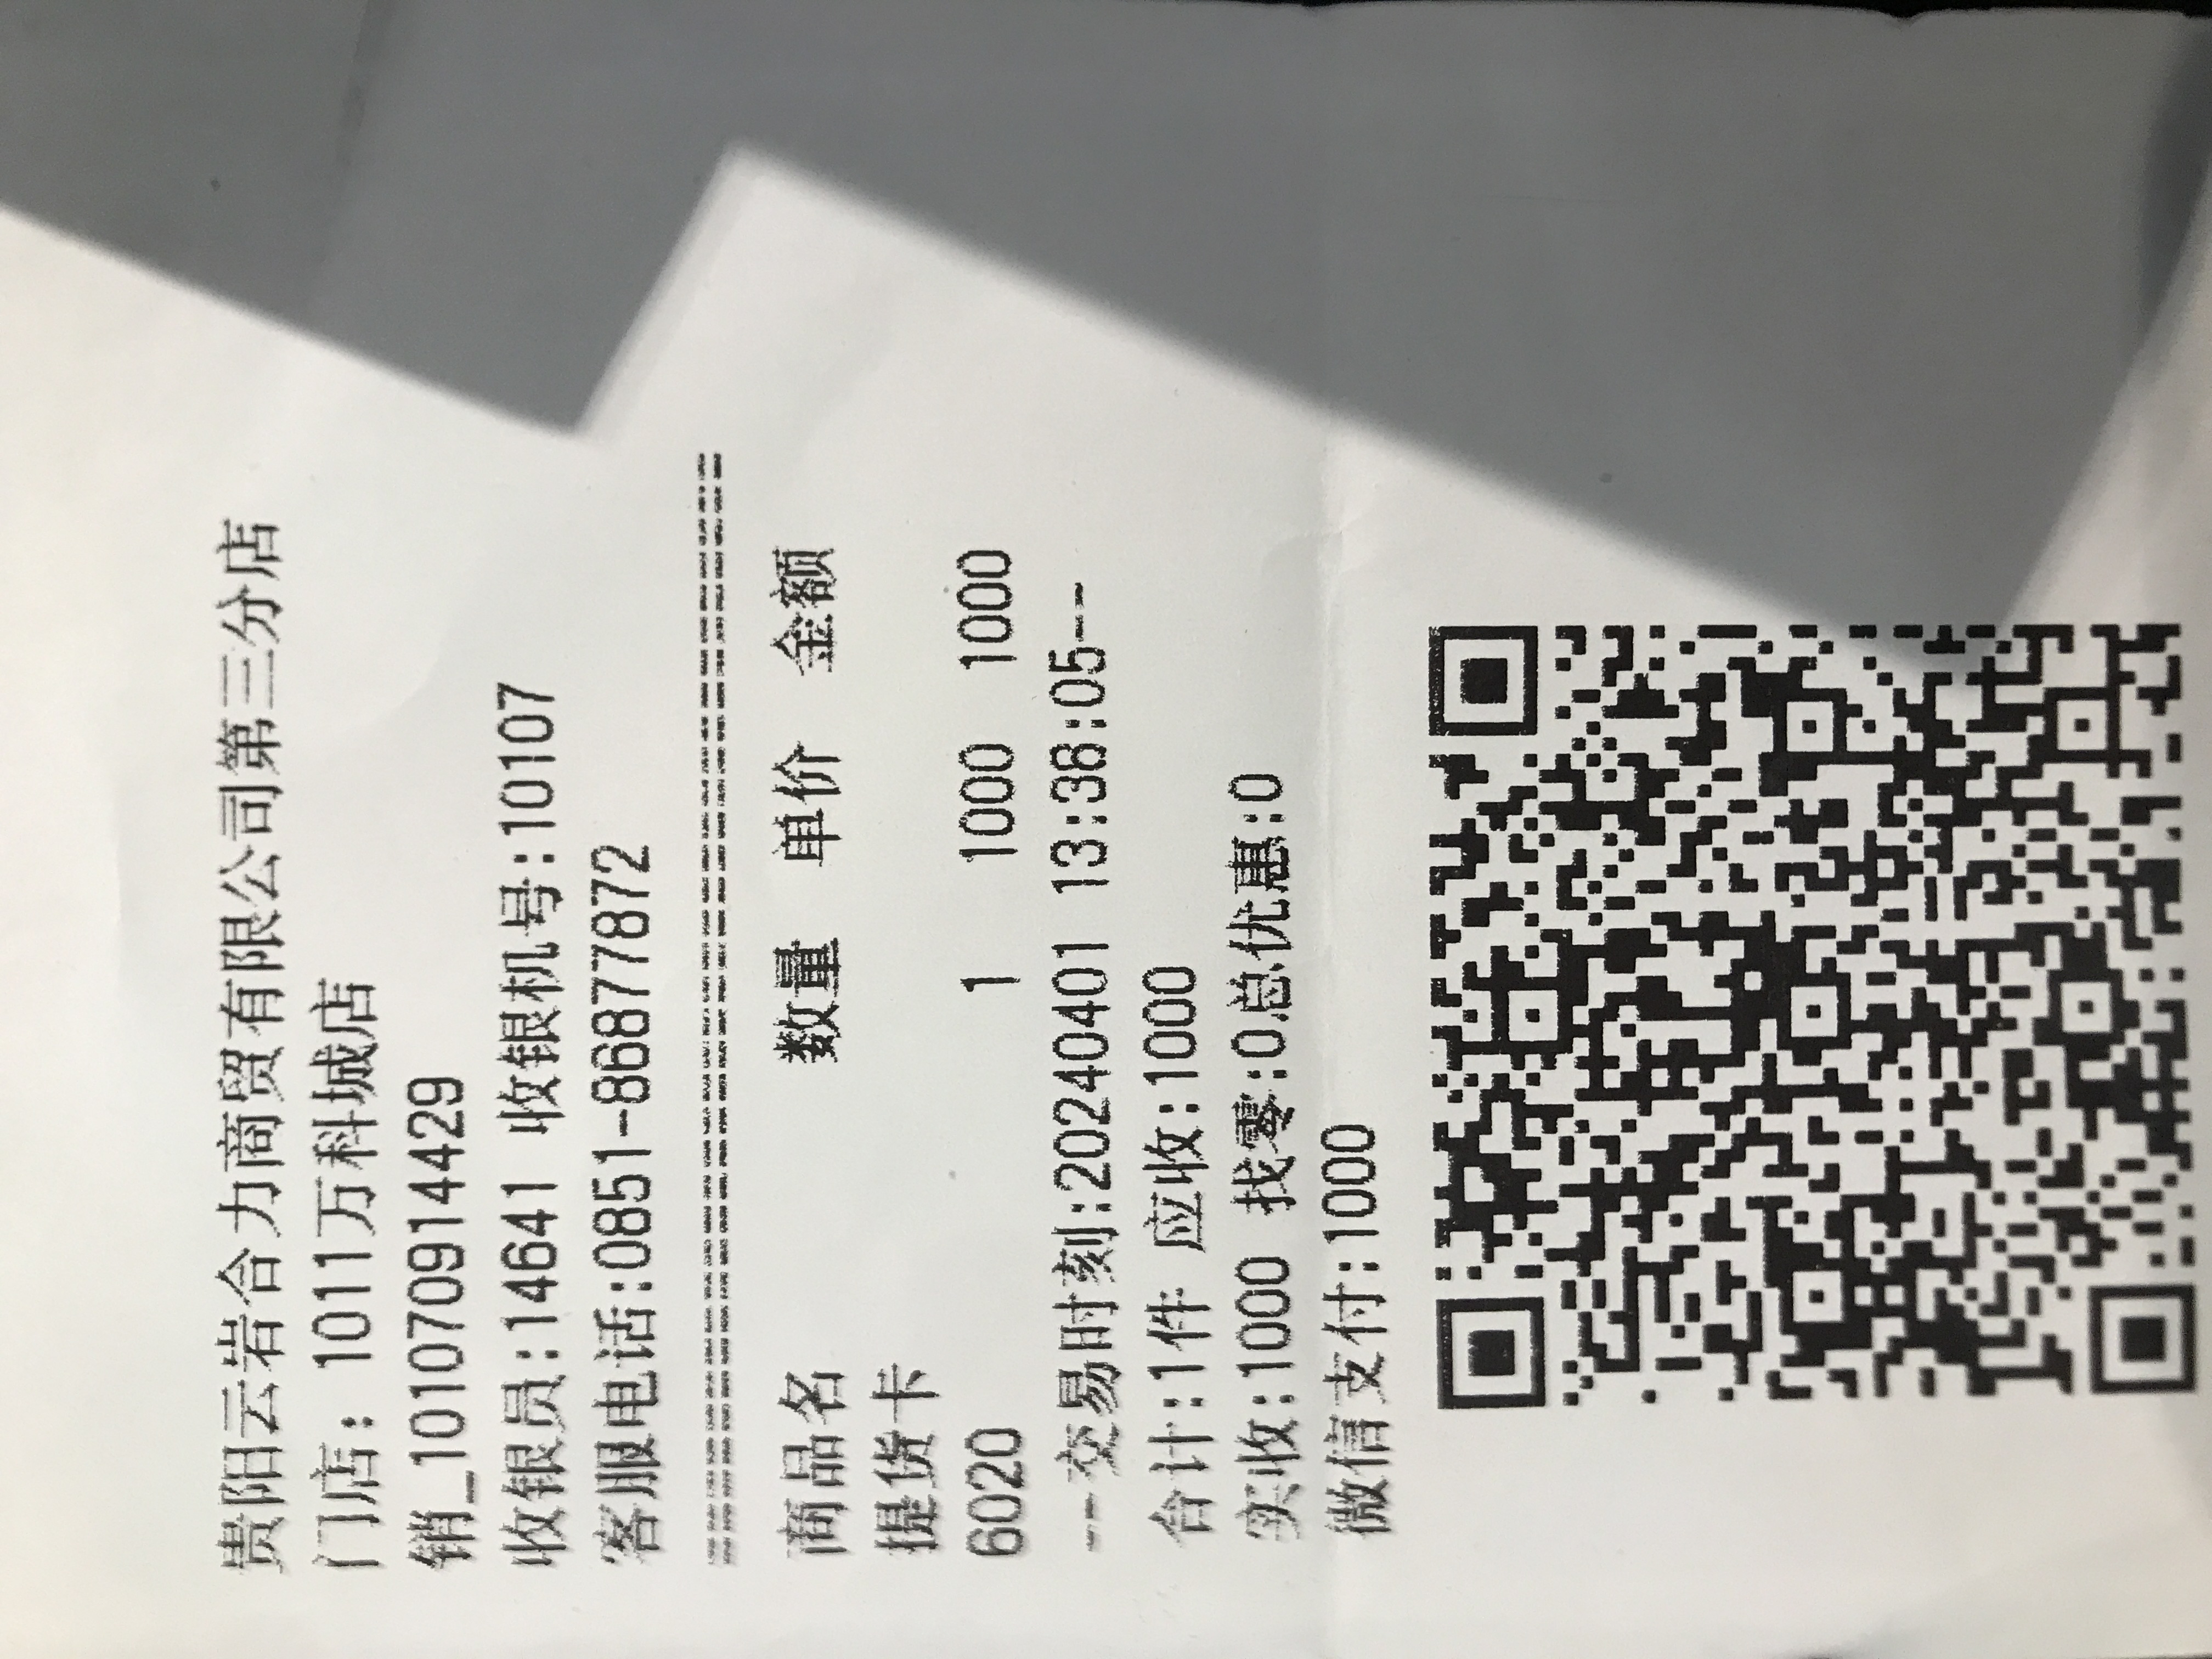 贵阳云岩合力商贸有限公司第三分店
门店: 1011万科城店
销_1010709144429
收银员:14641 收银机号:10107
客服电话:0851-86877872
================================
商品名 数量 单价 金额
提货卡
6020 1 1000 1000
---交易时刻:20240401 13:38:05--
合计:1件 应收:1000
实收:1000 找零:0总优惠:0
微信支付:1000